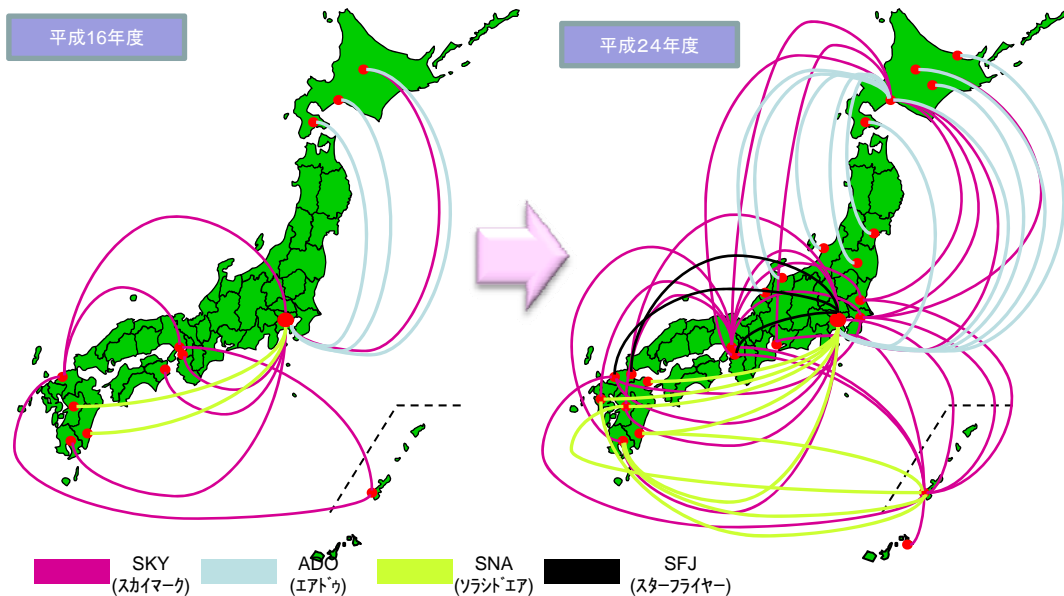 平成16年度
平成24年度
SKY
(スカイマーク)
ADO
(エアドゥ)
SNA
(ソラシドエア)
SFJ
(スターフライヤー)